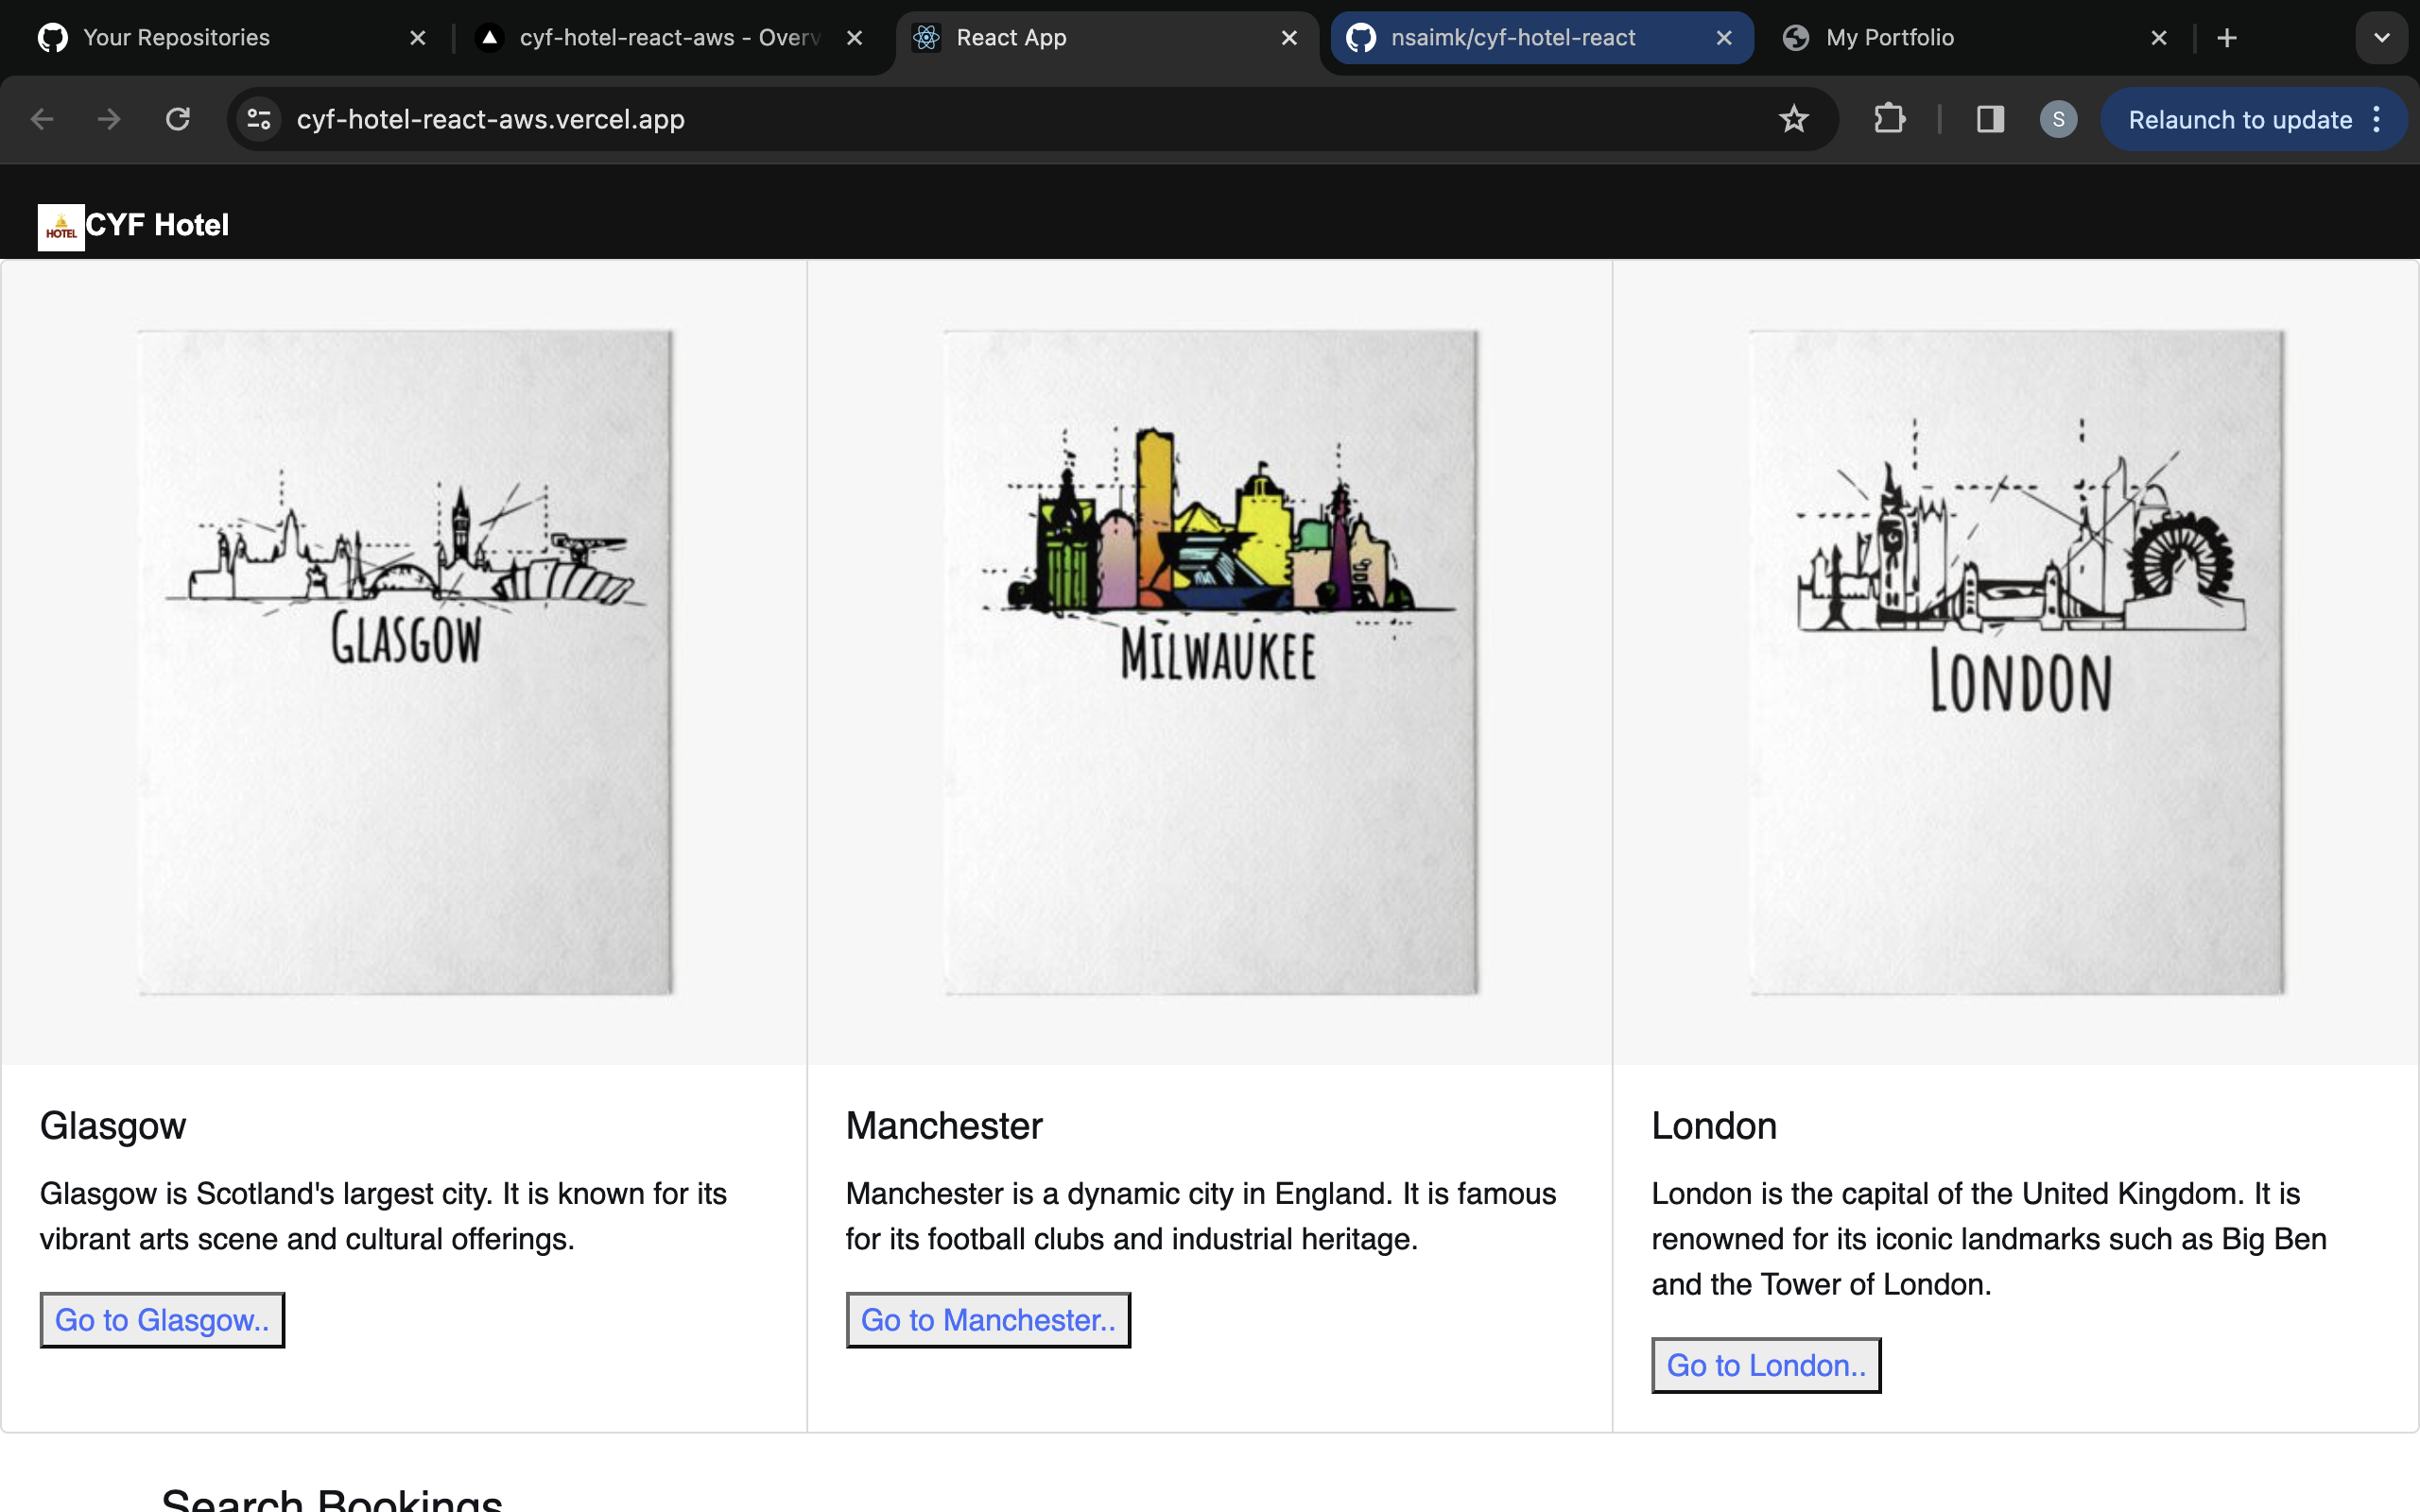 Your Repositories
cyf-hotel-react-aws - Overv
React App
nsaimk/cyf-hotel-react
My Portfolio
cyf-hotel-react-aws.vercel.app
S
Relaunch to update
HOTEL
CYF Hotel
GLASGOW
MILWAUKEE
LONDON
Glasgow
Glasgow is Scotland's largest city. It is known for its
vibrant arts scene and cultural offerings.
Go to Glasgow..
Manchester
Manchester is a dynamic city in England. It is famous
for its football clubs and industrial heritage.
Go to Manchester..
London
London is the capital of the United Kingdom. It is
renowned for its iconic landmarks such as Big Ben
and the Tower of London.
Go to London..
Search Bookings